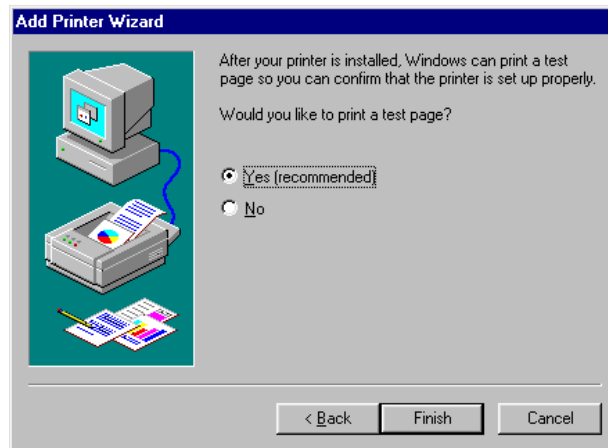 Add Printer Wizard
After your printer is installed, Windows can print a test
page so you can confirm that the printer is set up properly.
Would you like to print a test page?
Yes (recommended)
No
< Back
Finish
Cancel